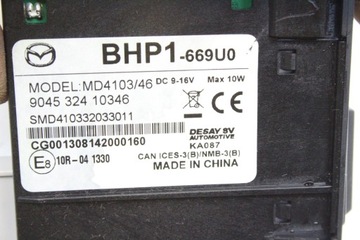 BHP1-669U0
MODEL: MD4103/46 DC 9-16V Max 10W
9045 324 10346
SMD410332033011
CG001308142000160
DESAY SV
AUTOMOTIVE
KA087
E8 10R-04 1330
CAN ICES-3(B)/NMB-3(B)
MADE IN CHINA